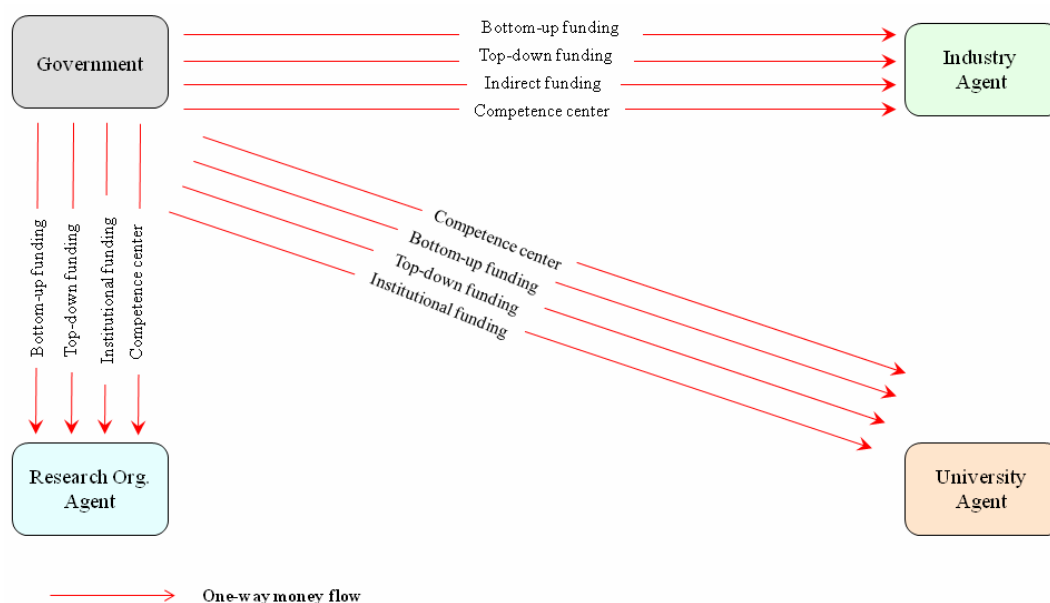 Government
Bottom-up funding
Top-down funding
Indirect funding
Competence center
Industry
Agent
Bottom-up funding
Top-down funding
Institutional funding
Competence center
Competence center
Bottom-up funding
Top-down funding
Institutional funding
Research Org.
Agent
University
Agent
One-way money flow